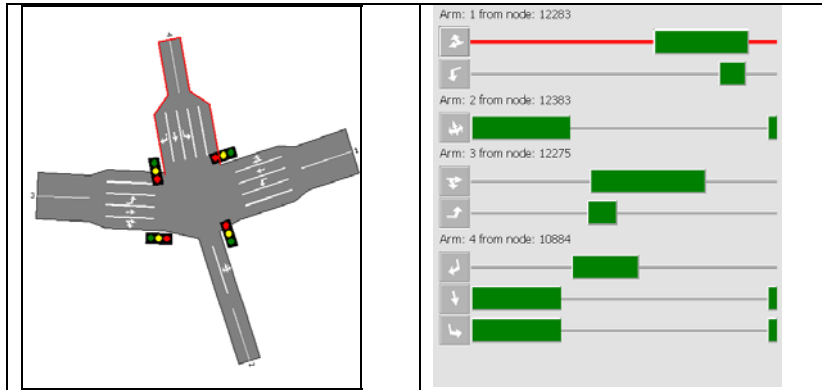 Arm: 1 from node: 12283
Arm: 2 from node: 12383
Arm: 3 from node: 12275
Arm: 4 from node: 10884